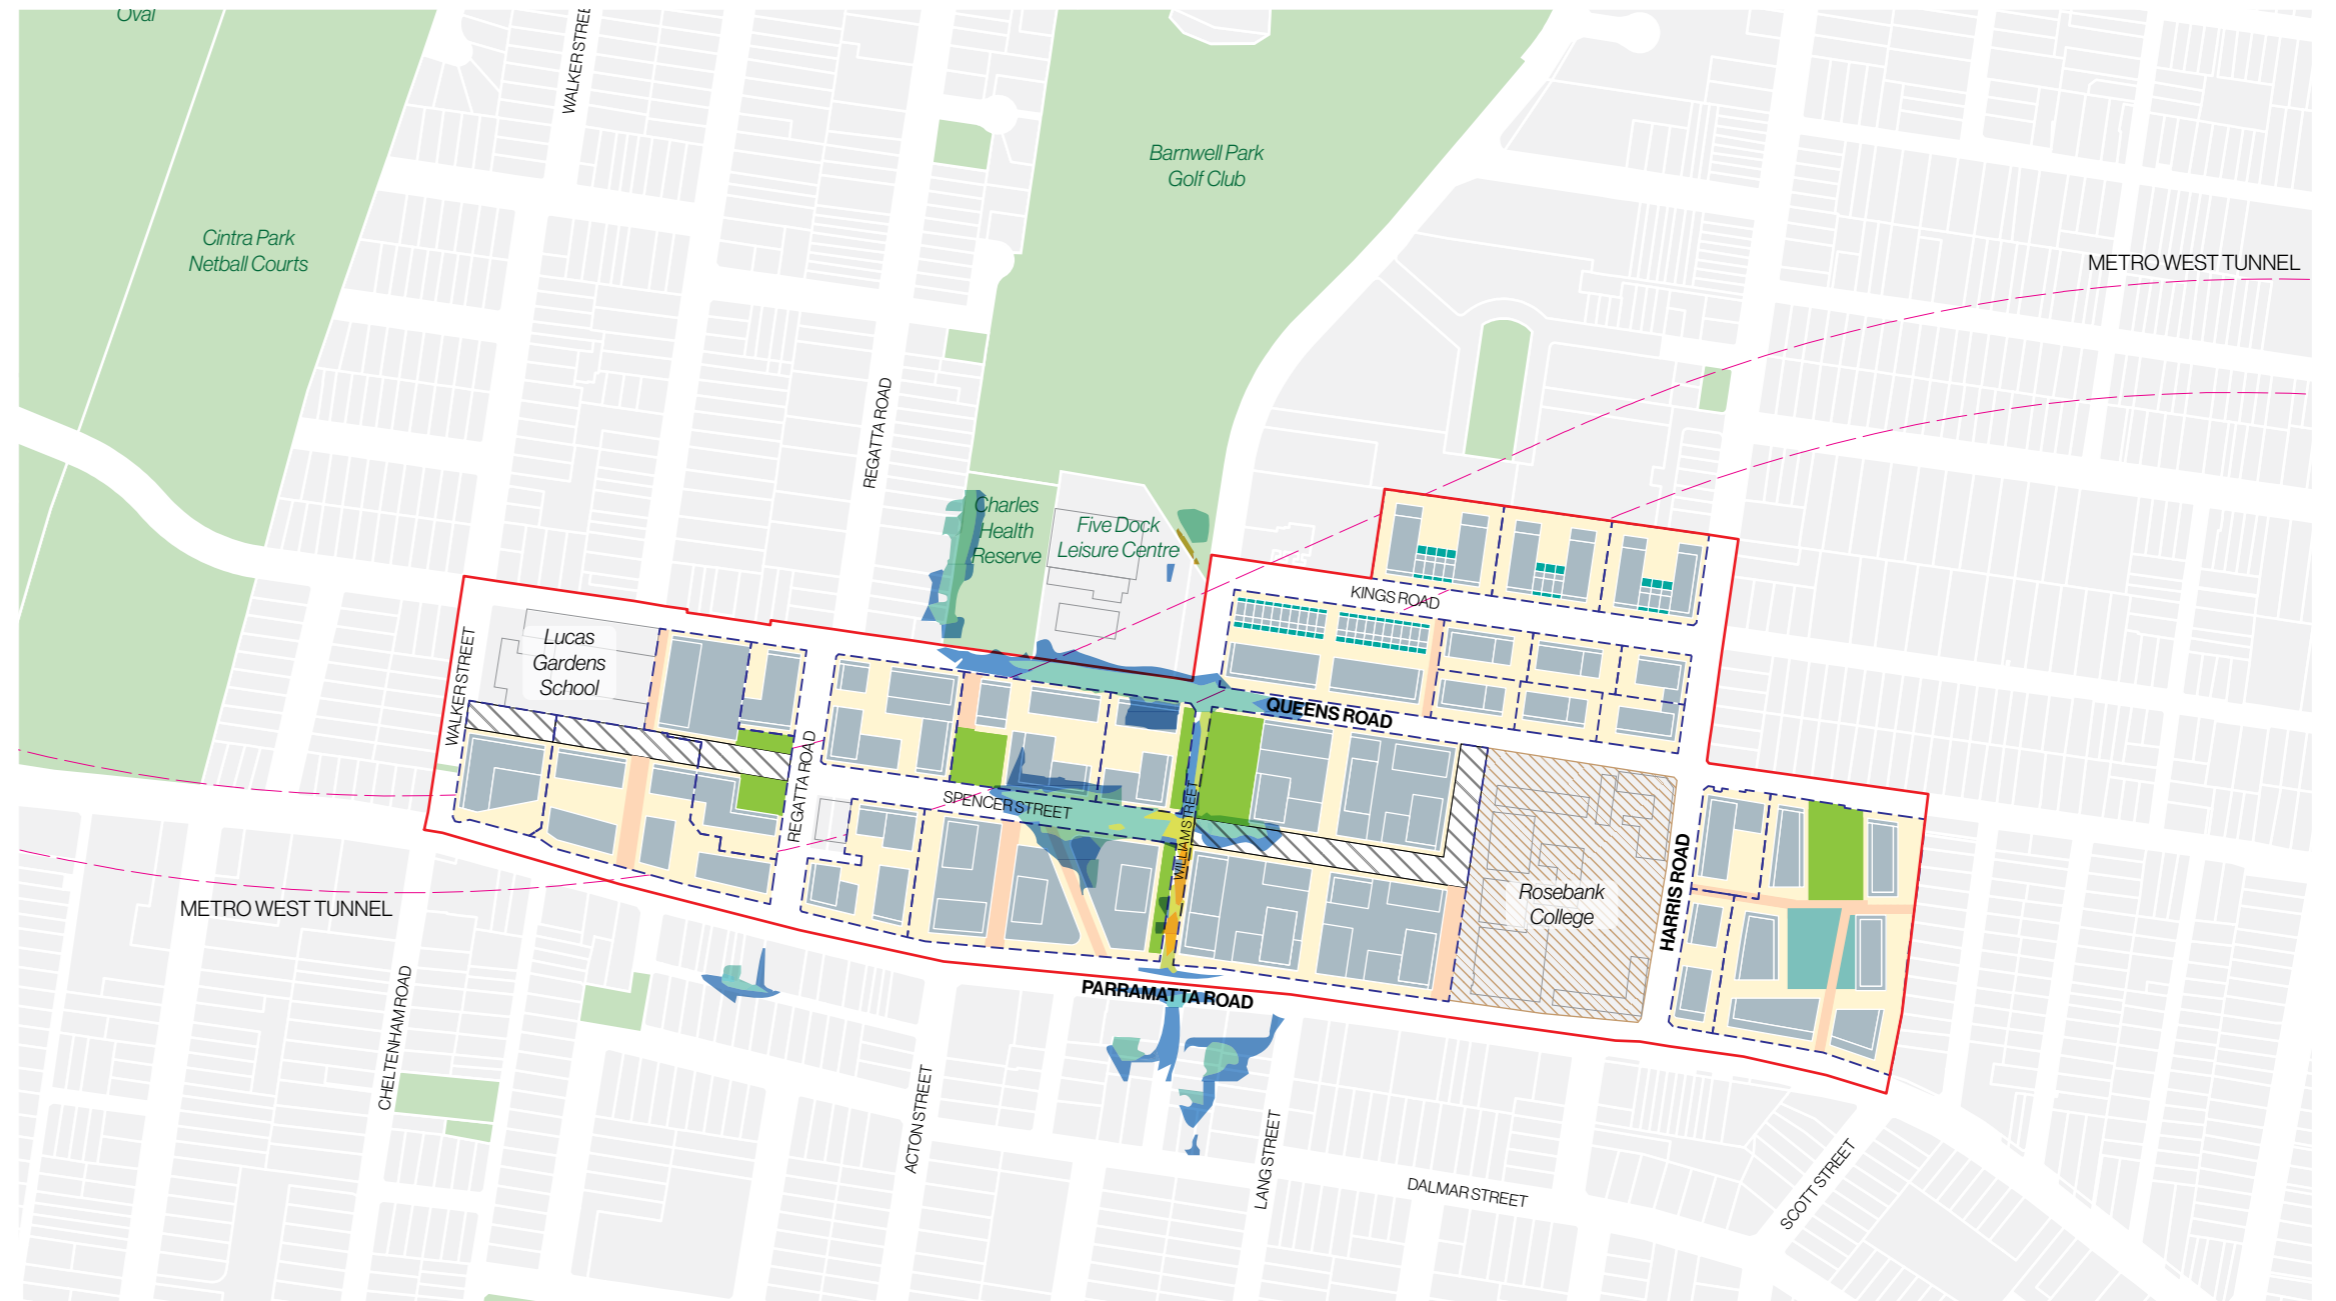 Oval
WALKER STREE
Barnwell Park
Golf Club
Cintra Park
Netball Courts
METRO WEST TUNNEL
REGATTA ROAD
Charles
Health
Reserve
Five Dock
Leisure Centre
KINGS ROAD
Lucas
Gardens
School
WALKER STREET
QUEENS ROAD
REGATTA ROAD
SPENCER STREET
WILLIAM STREET
HARRIS ROAD
Rosebank
College
METRO WEST TUNNEL
PARRAMATTA ROAD
CHELTENHAM ROAD
ACTON STREET
LANG STREET
DALMAR STREET
SCOTT STREET